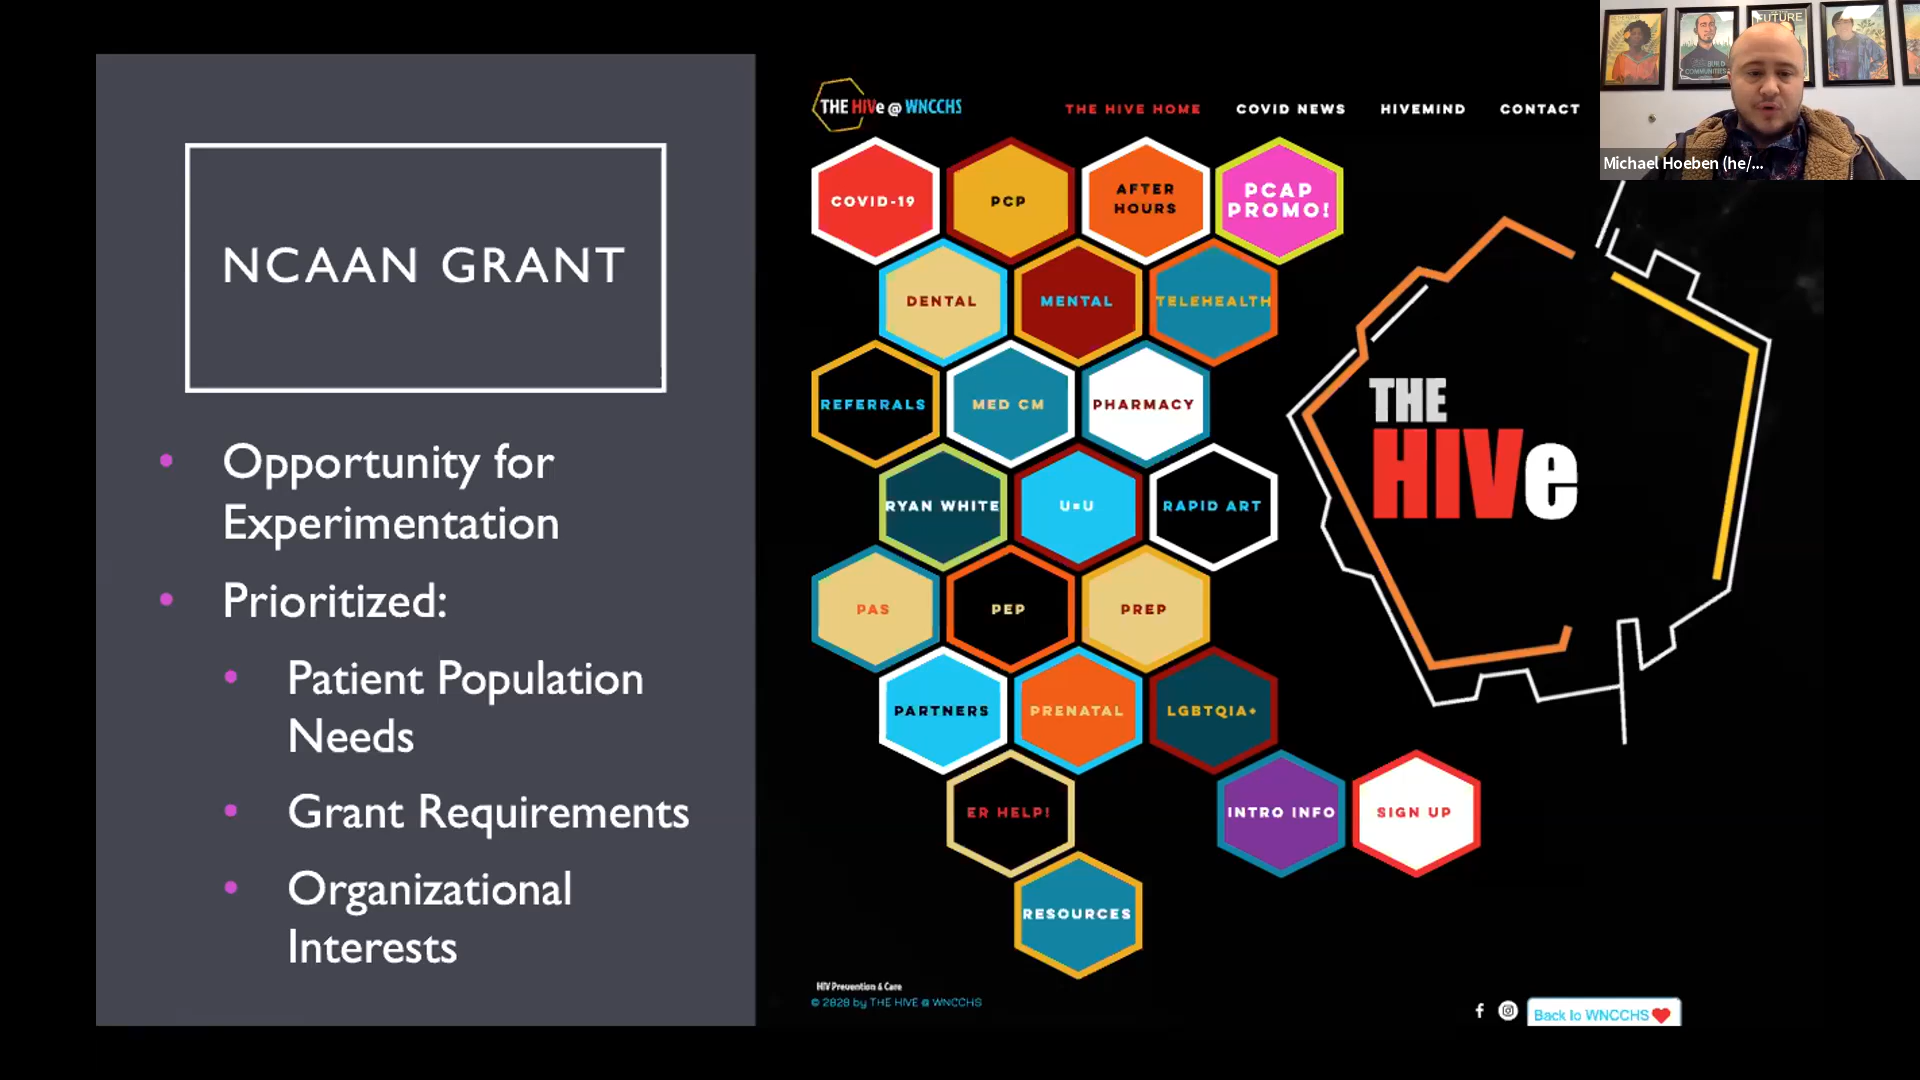 NCAAN GRANT
• Opportunity for
Experimentation
• Prioritized:
• Patient Population
Needs
• Grant Requirements
• Organizational
Interests
THE HIVe @ WNCCHS
THE HIVE HOME COVID NEWS HIVEMIND CONTACT
COVID-19
PCP
AFTER
HOURS
PCAP
PROMO!
DENTAL
MENTAL
TELEHEALTH
REFERRALS
MED CM
PHARMACY
RYAN WHITE
U=U
RAPID ART
PAS
PEP
PREP
PARTNERS
PRENATAL
LGBTQIA+
ER HELP!
INTRO INFO
SIGN UP
RESOURCES
THE
HIVe
HIV Prevention & Care
© 2020 by THE HIVE @ WNCCHS
Back to WNCCHS
FUTURE
BUILD
COMMUNITIES
Michael Hoeben (he/...